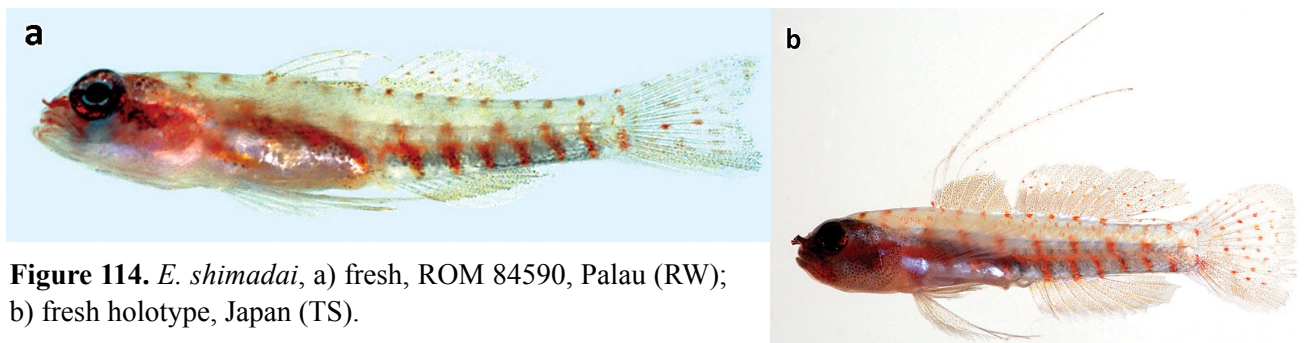 a
b
Figure 114. E. shimadai, a) fresh, ROM 84590, Palau (RW);
b) fresh holotype, Japan (TS).